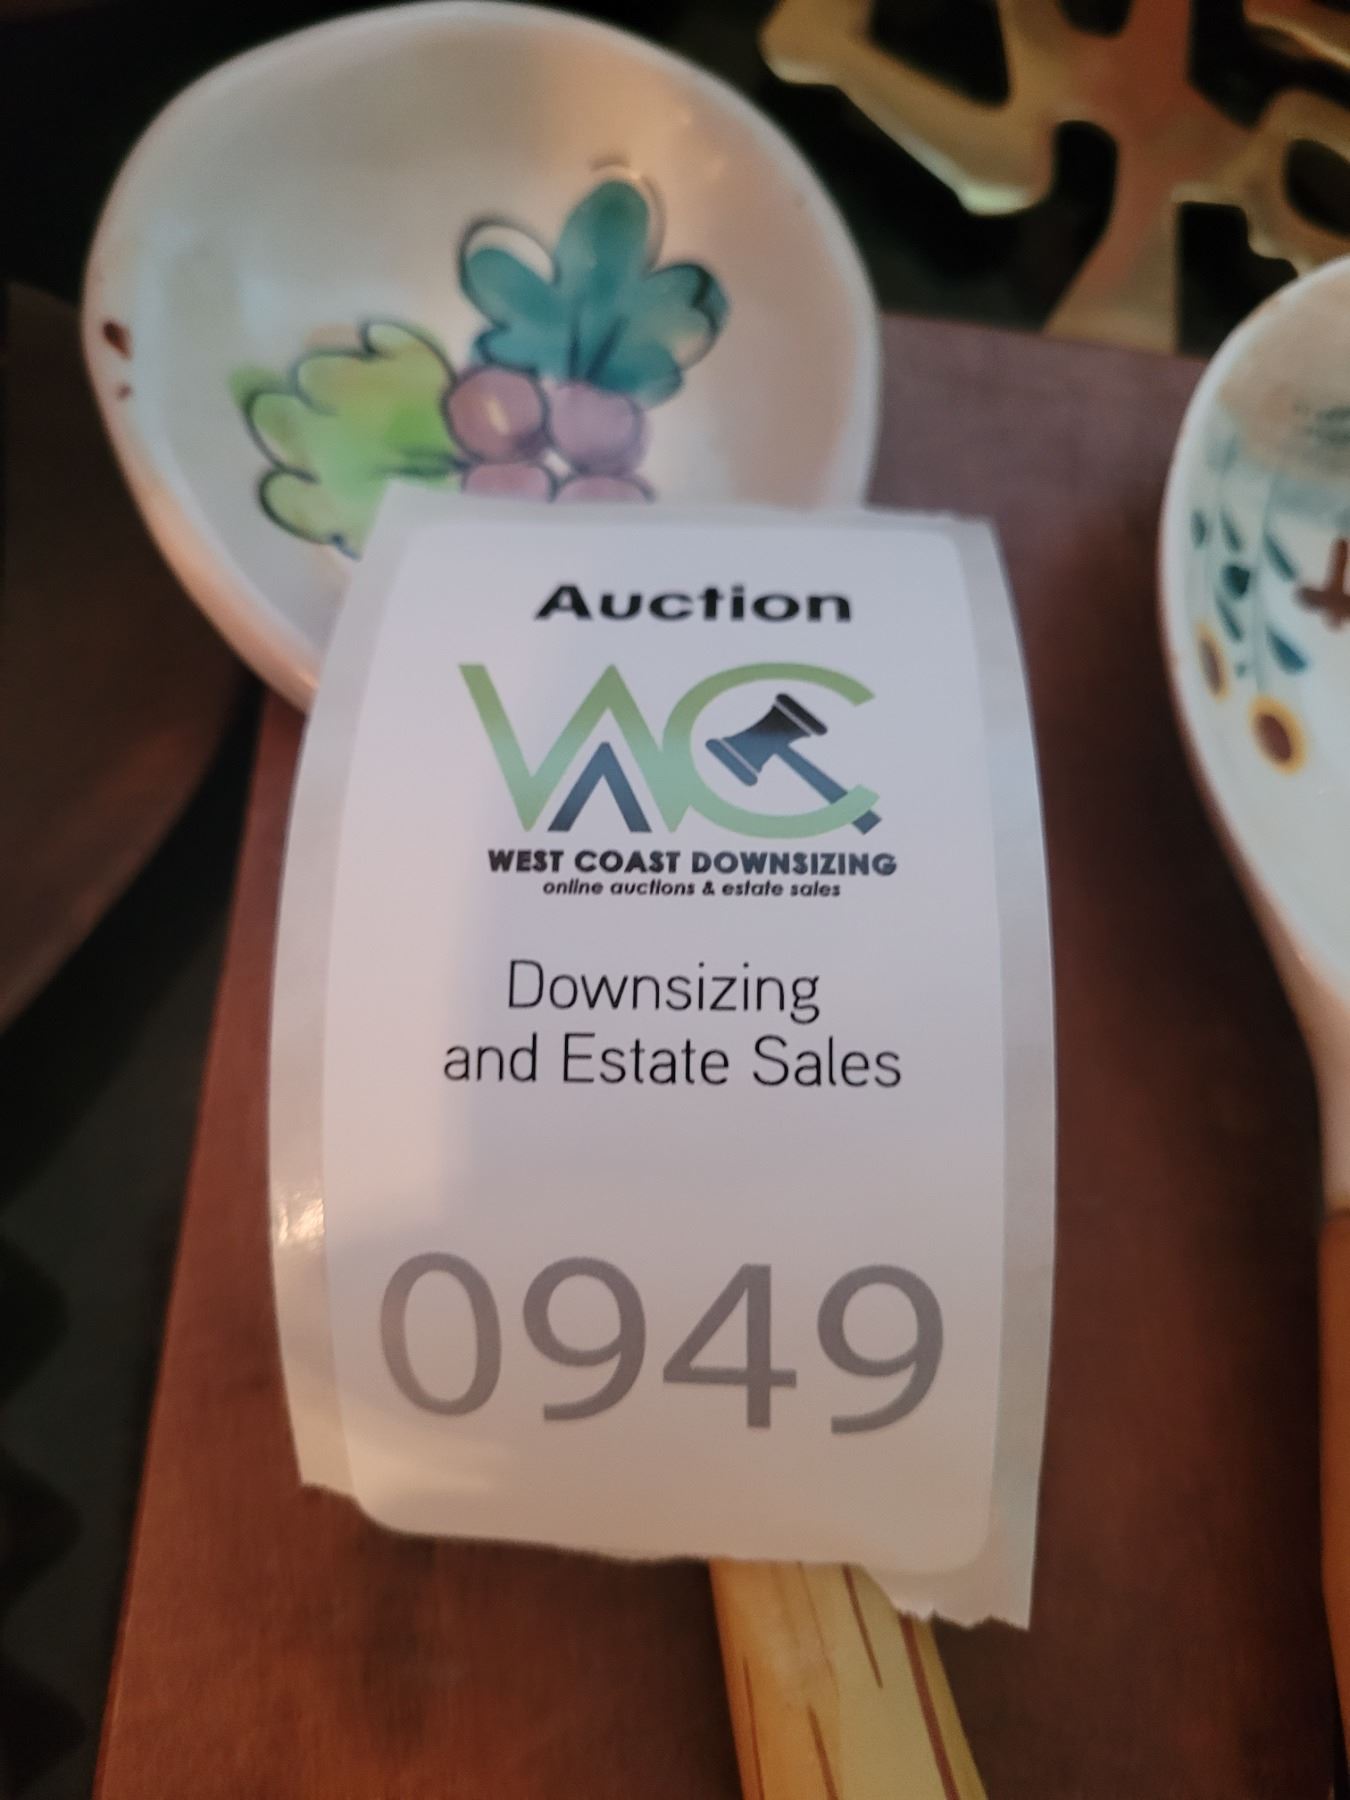 Auction
WC
WEST COAST DOWNSIZING
online auctions & estate sales
Downsizing
and Estate Sales
0949